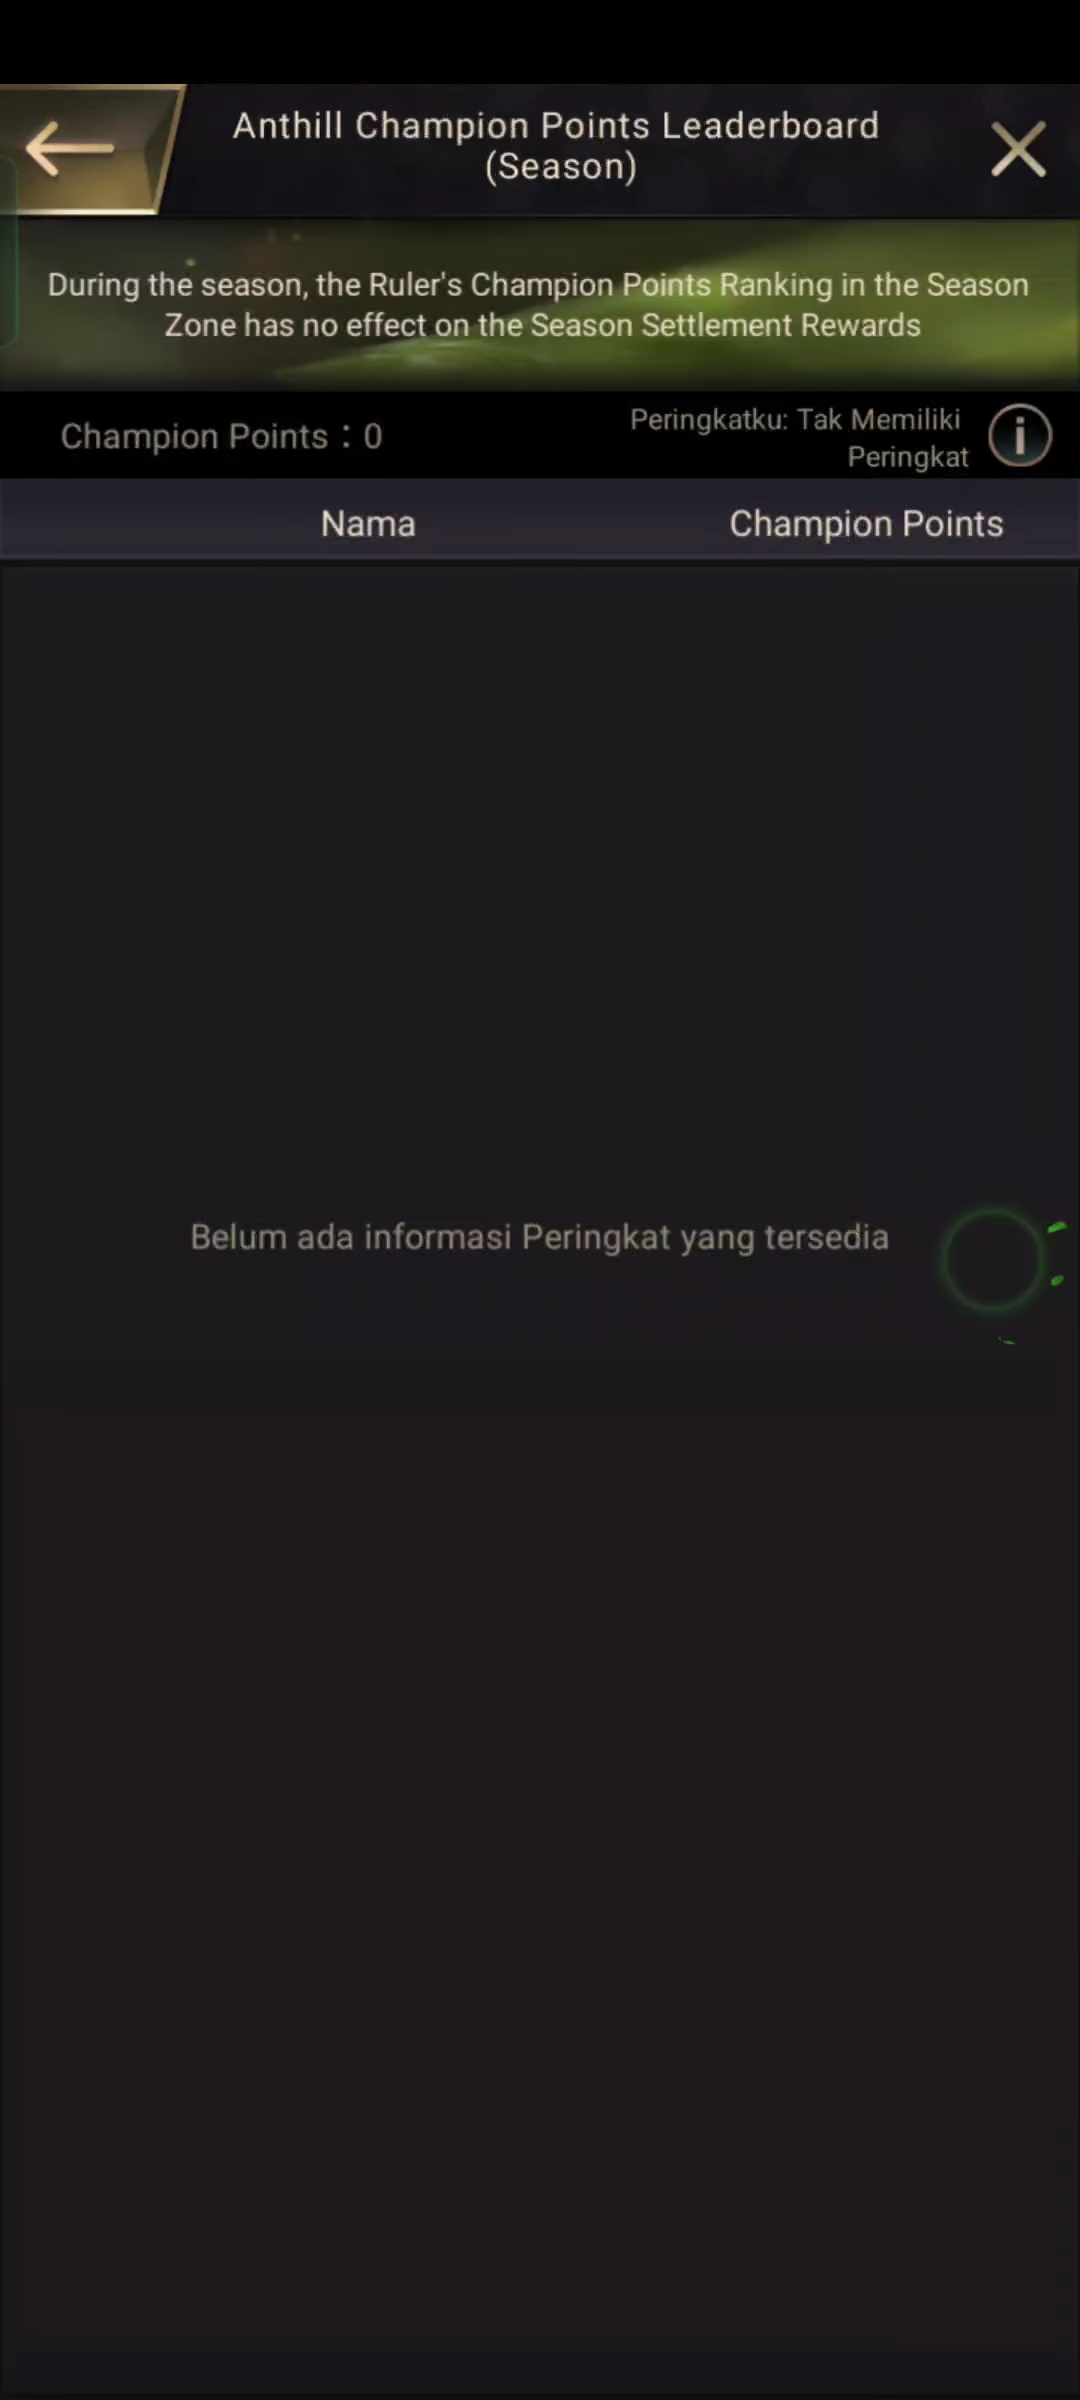 Anthill Champion Points Leaderboard
(Season)
During the season, the Ruler's Champion Points Ranking in the Season
Zone has no effect on the Season Settlement Rewards
Champion Points : 0
Peringkatku: Tak Memiliki
Peringkat
Nama
Champion Points
Belum ada informasi Peringkat yang tersedia